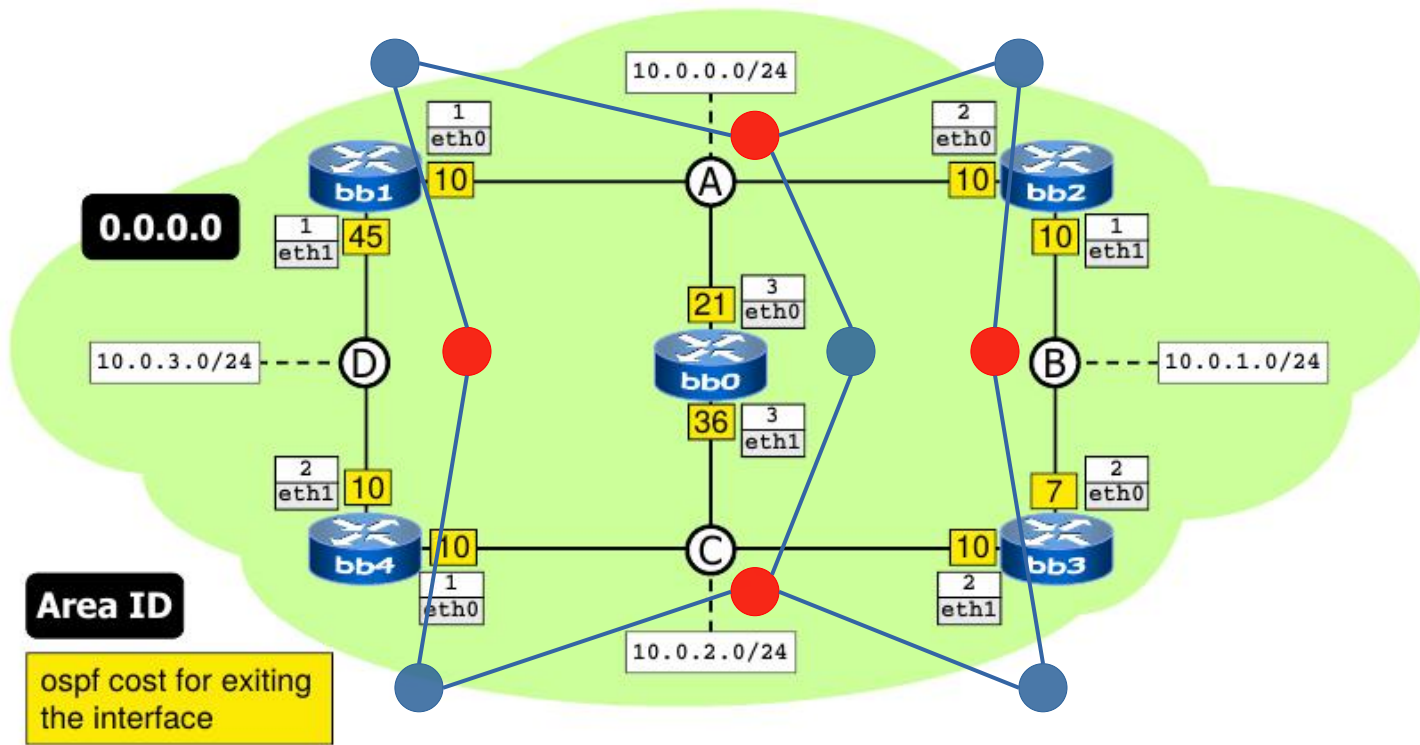 10.0.0.0/24
1
eth0
2
eth0
bb1
10
A
10
bb2
0.0.0.0
1
eth1
45
10
1
eth1
21
3
eth0
10.0.3.0/24
D
bb0
B
10.0.1.0/24
36
3
eth1
2
eth1
10
7
2
eth0
bb4
10
C
10
bb3
1
eth0
2
eth1
Area ID
10.0.2.0/24
ospf cost for exiting
the interface